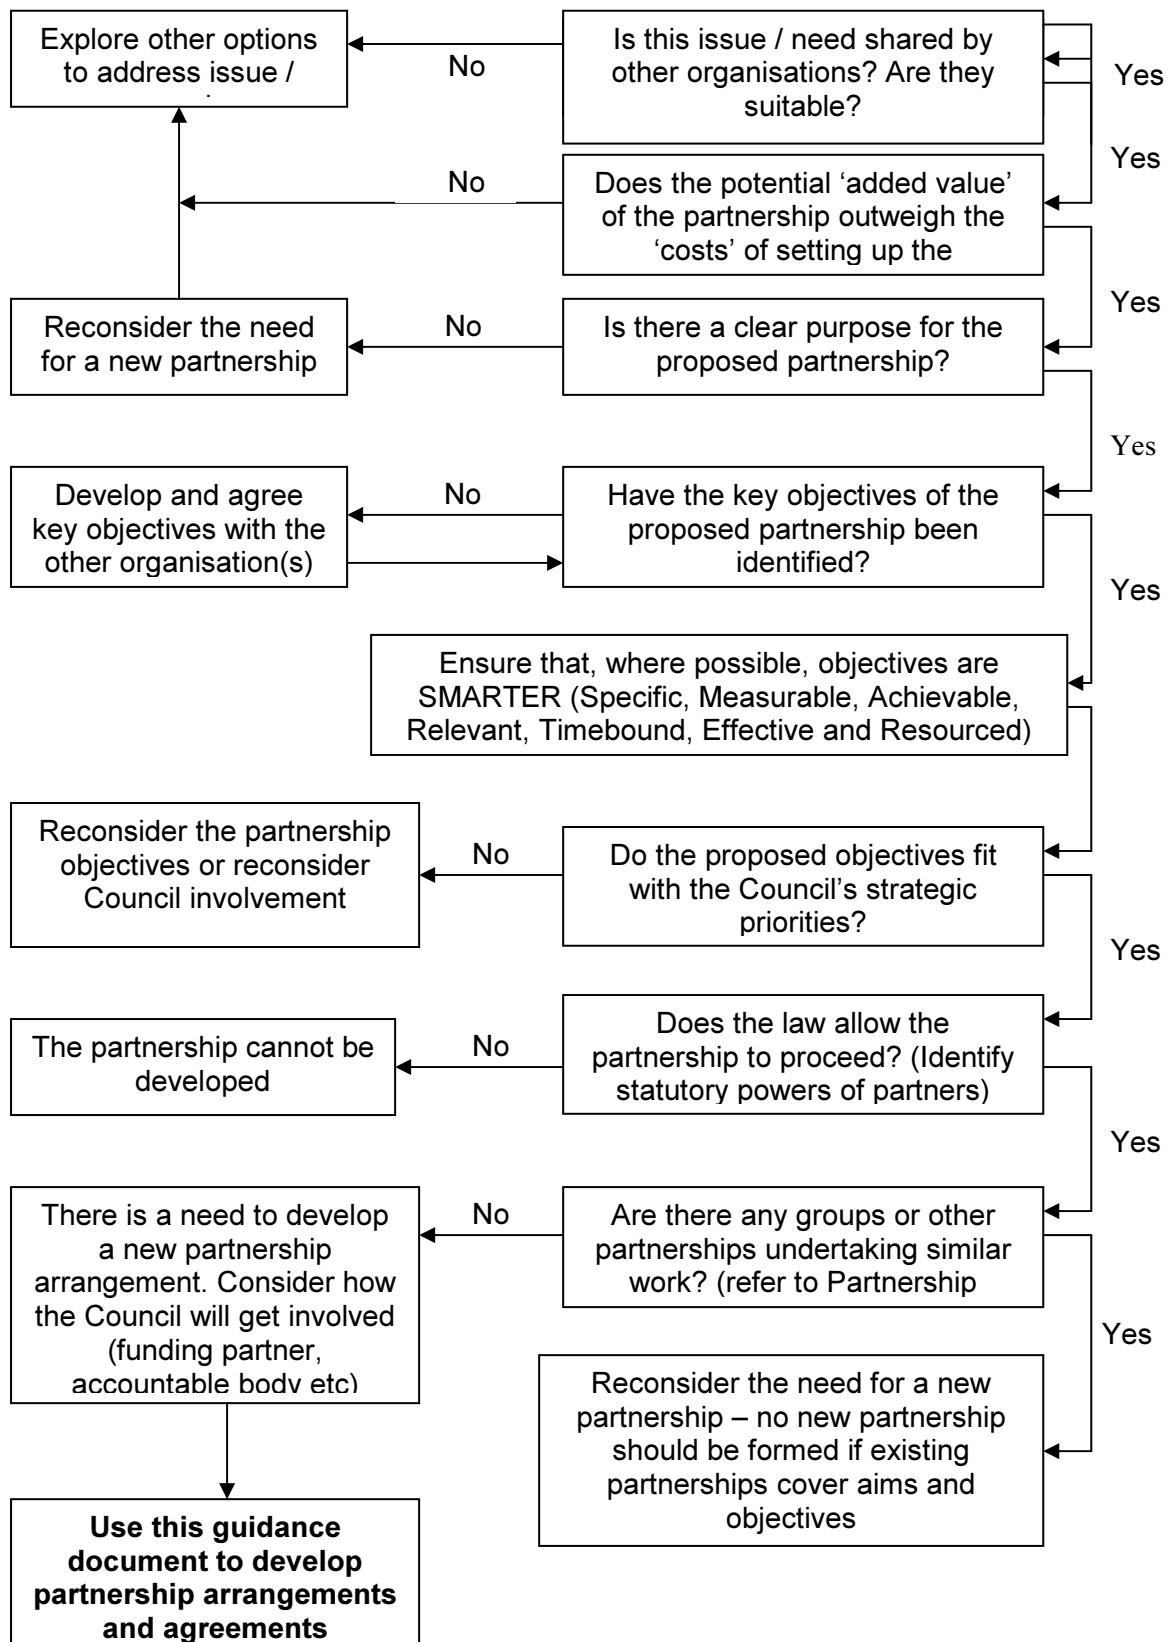 Explore other options
to address issue /
No
Is this issue / need shared by
other organisations? Are they
suitable?
Yes
Yes
No
Does the potential ‘added value’
of the partnership outweigh the
‘costs’ of setting up the
Yes
Reconsider the need
for a new partnership
No
Is there a clear purpose for the
proposed partnership?
Yes
Develop and agree
key objectives with the
other organisation(s)
No
Have the key objectives of the
proposed partnership been
identified?
Yes
Ensure that, where possible, objectives are
SMARTER (Specific, Measurable, Achievable,
Relevant, Timebound, Effective and Resourced)
Reconsider the partnership
objectives or reconsider
Council involvement
No
Do the proposed objectives fit
with the Council’s strategic
priorities?
Yes
The partnership cannot be
developed
No
Does the law allow the
partnership to proceed? (Identify
statutory powers of partners)
Yes
There is a need to develop
a new partnership
arrangement. Consider how
the Council will get involved
(funding partner,
accountable body etc)
No
Are there any groups or other
partnerships undertaking similar
work? (refer to Partnership
Yes
Reconsider the need for a new
partnership – no new partnership
should be formed if existing
partnerships cover aims and
objectives
Use this guidance
document to develop
partnership arrangements
and agreements